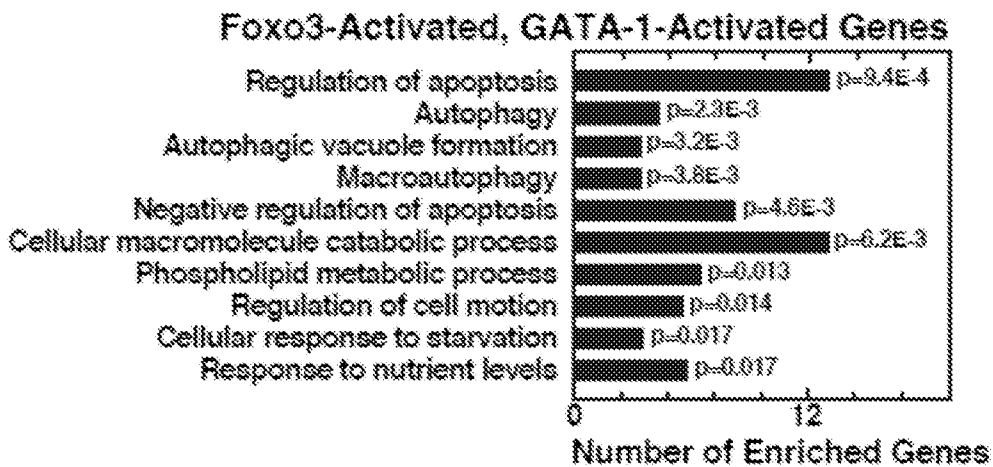 Foxo3-Activated, GATA-1-Activated Genes
Regulation of apoptosis p=9.4E-4
Autophagy p=2.3E-3
Autophagic vacuole formation p=3.2E-3
Macroautophagy p=3.8E-3
Negative regulation of apoptosis p=4.8E-3
Cellular macromolecule catabolic process p=6.2E-3
Phospholipid metabolic process p=0.013
Regulation of cell motion p=0.014
Cellular response to starvation p=0.017
Response to nutrient levels p=0.017
0 12
Number of Enriched Genes